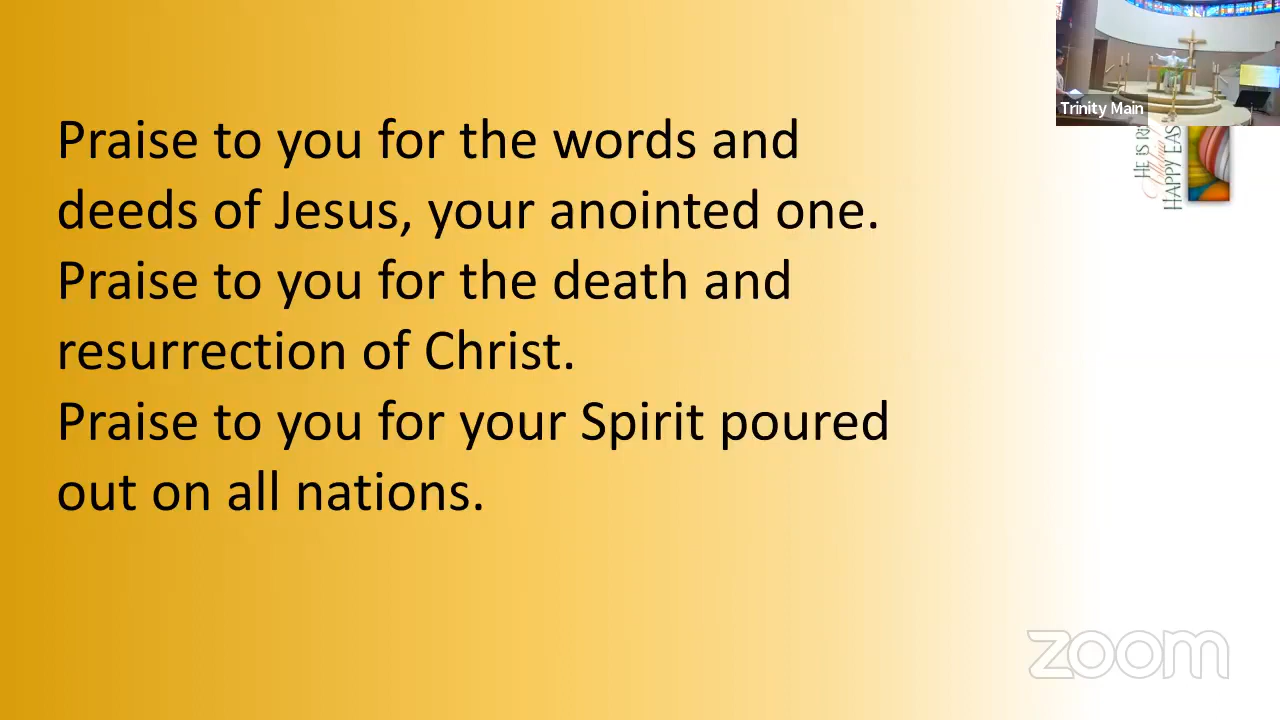 Praise to you for the words and
deeds of Jesus, your anointed one.
Praise to you for the death and
resurrection of Christ.
Praise to you for your Spirit poured
out on all nations.
Trinity Main
HE IS
HAPPY
zoom